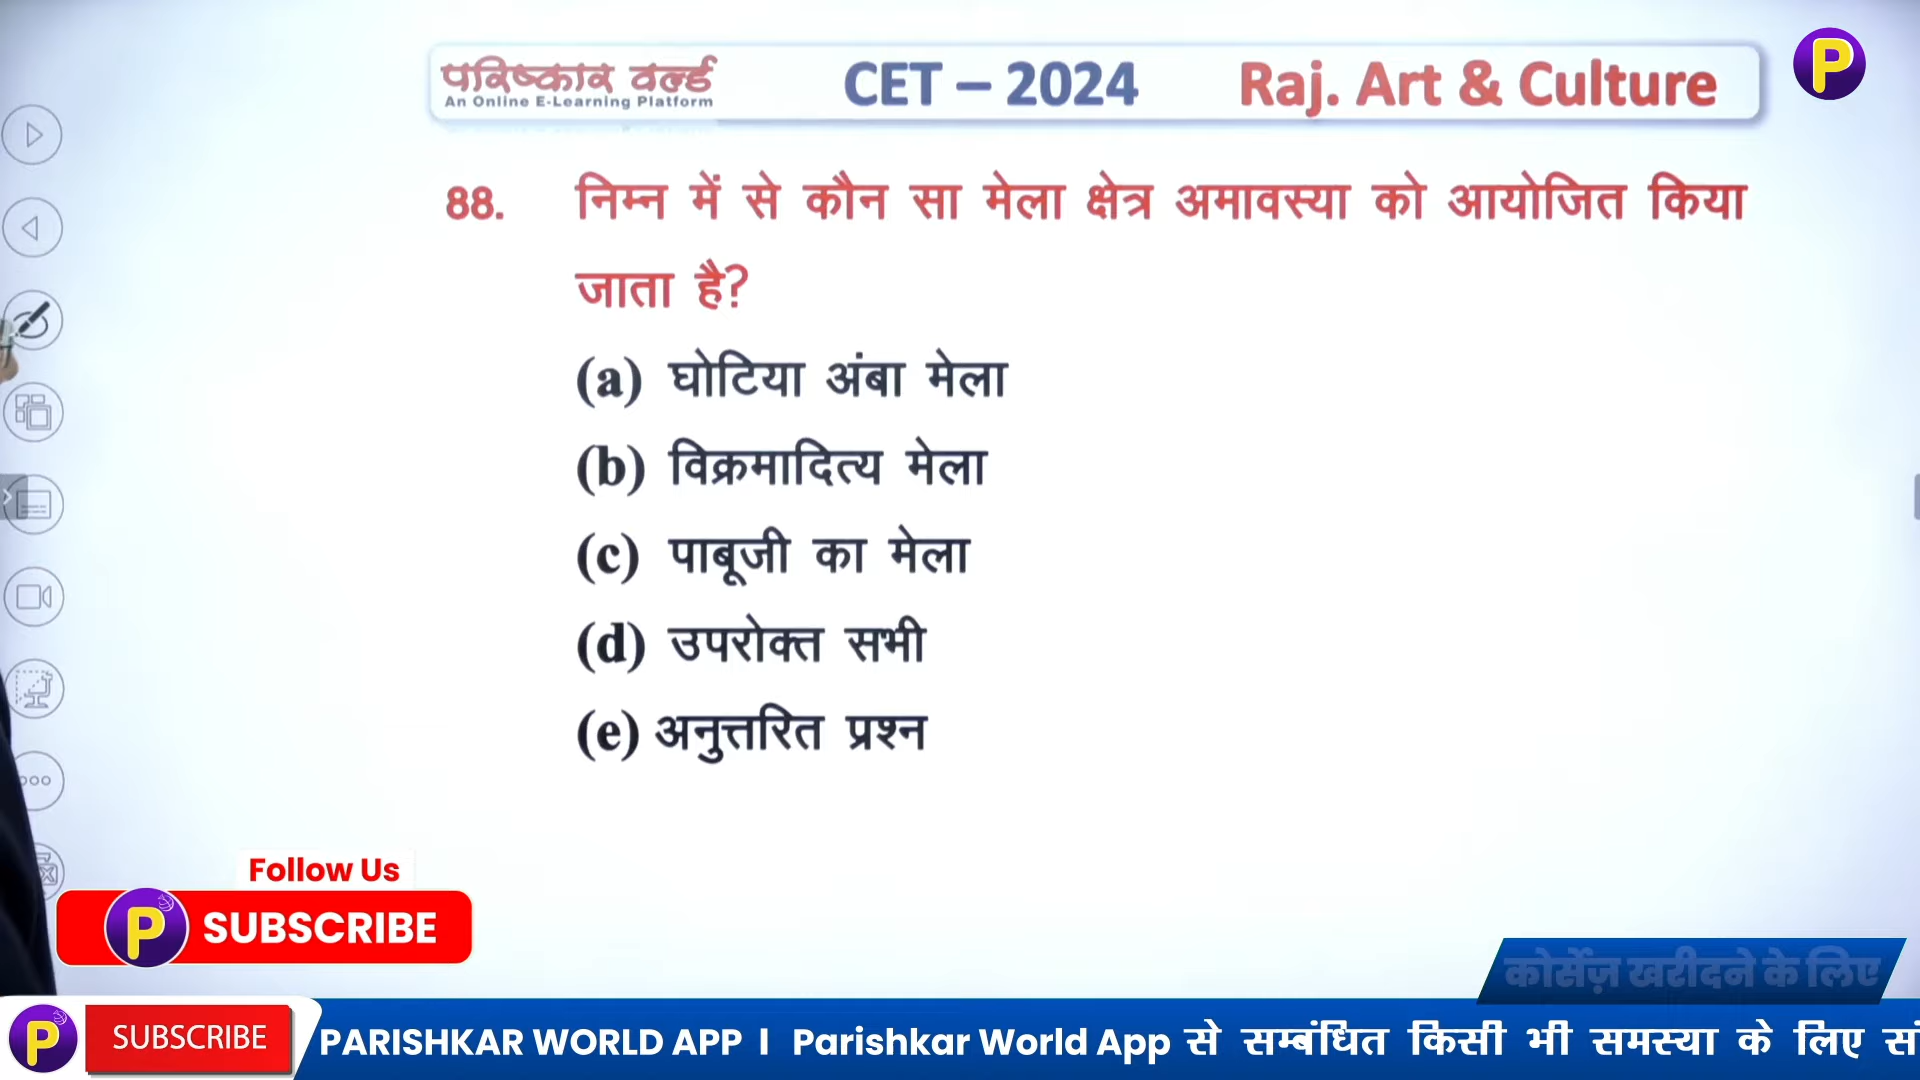 परिष्कार वर्ल्ड
An Online E-Learning Platform
CET – 2024
Raj. Art & Culture
P
88. निम्न में से कौन सा मेला क्षेत्र अमावस्या को आयोजित किया
जाता है?
(a) घोटिया अंबा मेला
(b) विक्रमादित्य मेला
(c) पाबूजी का मेला
(d) उपरोक्त सभी
(e) अनुत्तरित प्रश्न
Follow Us
P SUBSCRIBE
कोर्सेज़ खरीदने के लिए
P SUBSCRIBE PARISHKAR WORLD APP I Parishkar World App से सम्बंधित किसी भी समस्या के लिए